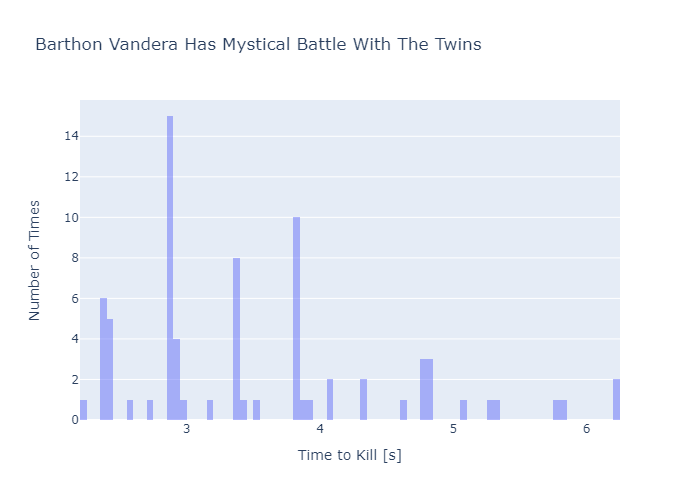 Barthon Vandera Has Mystical Battle With The Twins
14
12
10
8
6
4
2
0
Number of Times
3 4 5 6
Time to Kill [s]